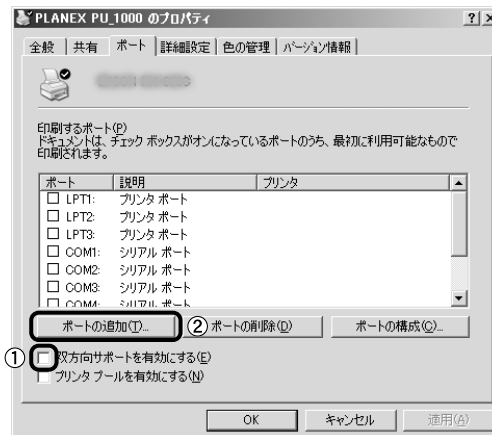 PLANEX PU_1000 のプロパティ
全般 共有 ポート 詳細設定 色の管理 バージョン情報
印刷するポート(P)
ドキュメントは、チェック ボックスがオンになっているポートのうち、最初に利用可能なもので
印刷されます。
ポート 説明 プリンタ
LPT1: プリンタ ポート
LPT2: プリンタ ポート
LPT3: プリンタ ポート
COM1: シリアル ポート
COM2: シリアル ポート
COM3: シリアル ポート
COM4: シリアル ポート
ポートの追加(T)... ② ポートの削除(D) ポートの構成(C)...
① 双方向サポートを有効にする(E)
プリンタ プールを有効にする(N)
OK キャンセル 適用(A)